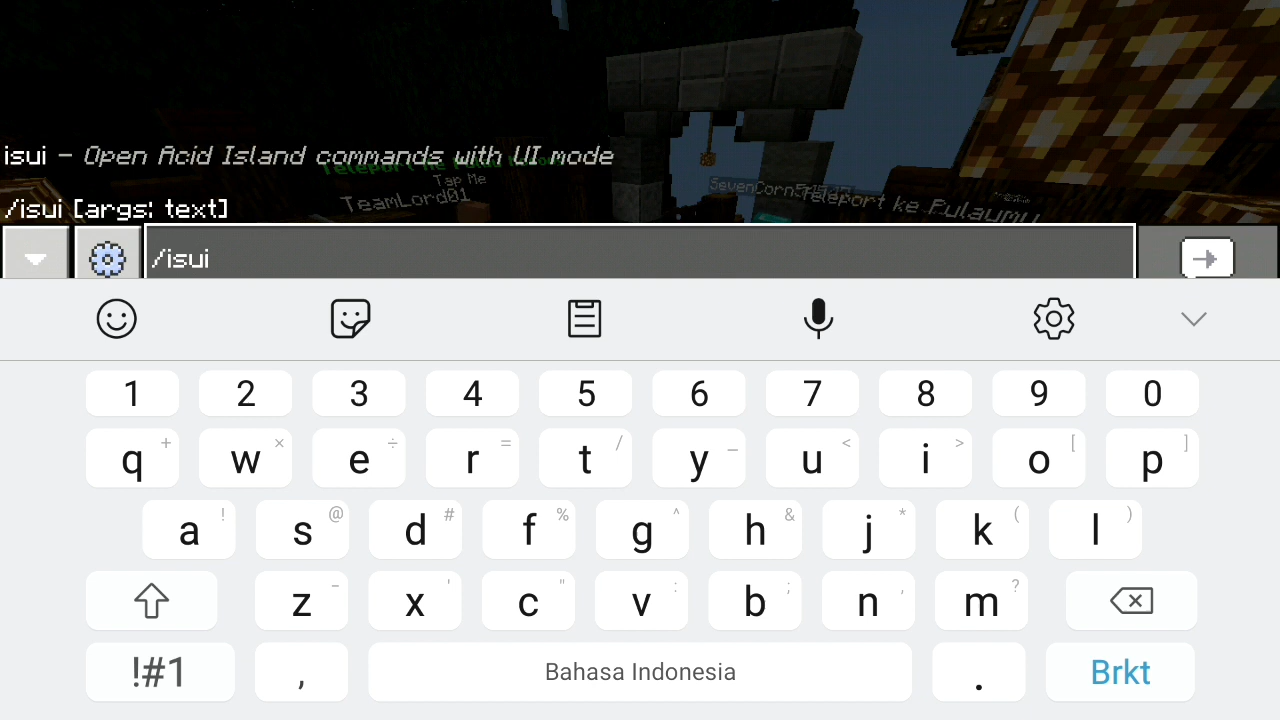 isui - Open Acid Island commands with UI mode
Tap Me
TeamLord01
Teleport ke Pulaumu
/isui [args: text]
/isui
1 2 3 4 5 6 7 8 9 0
q + w × e ÷ r = t / y _ u < i > o [ p ]
a ! s @ d # f % g ^ h & j * k ( l )
z - x ' c " v : b ; n , m ?
!#1 , Bahasa Indonesia . Brkt